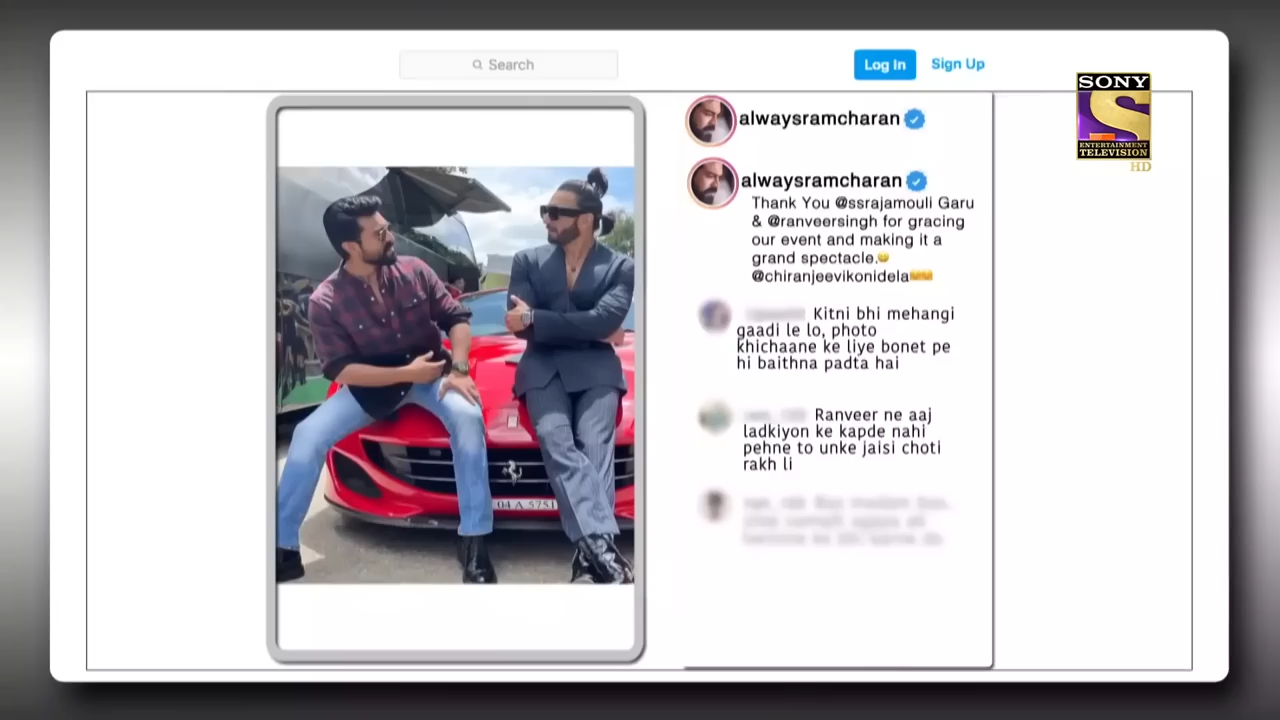 Search
Log In
Sign Up
SONY
ENTERTAINMENT
TELEVISION
HD
alwaysramcharan
alwaysramcharan
Thank You @ssrajamouli Garu
& @ranveersingh for gracing
our event and making it a
grand spectacle.😀
@chiranjeevikonidela
Kitni bhi mehangi
gaadi le lo, photo
khichaane ke liye bonet pe
hi baithna padta hai
Ranveer ne aaj
ladkiyon ke kapde nahi
pehne to unke jaisi choti
rakh li
04 A 5751